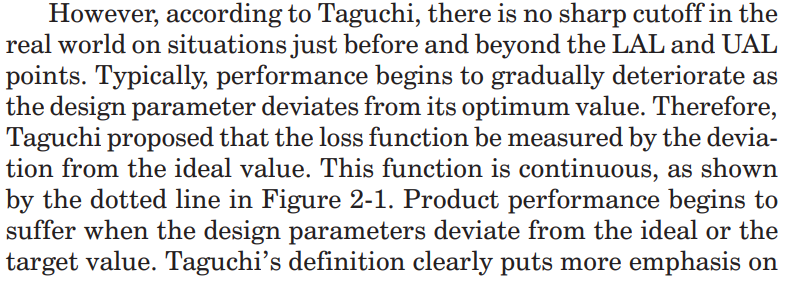 However, according to Taguchi, there is no sharp cutoff in the
real world on situations just before and beyond the LAL and UAL
points. Typically, performance begins to gradually deteriorate as
the design parameter deviates from its optimum value. Therefore,
Taguchi proposed that the loss function be measured by the devia-
tion from the ideal value. This function is continuous, as shown
by the dotted line in Figure 2-1. Product performance begins to
suffer when the design parameters deviate from the ideal or the
target value. Taguchi’s definition clearly puts more emphasis on